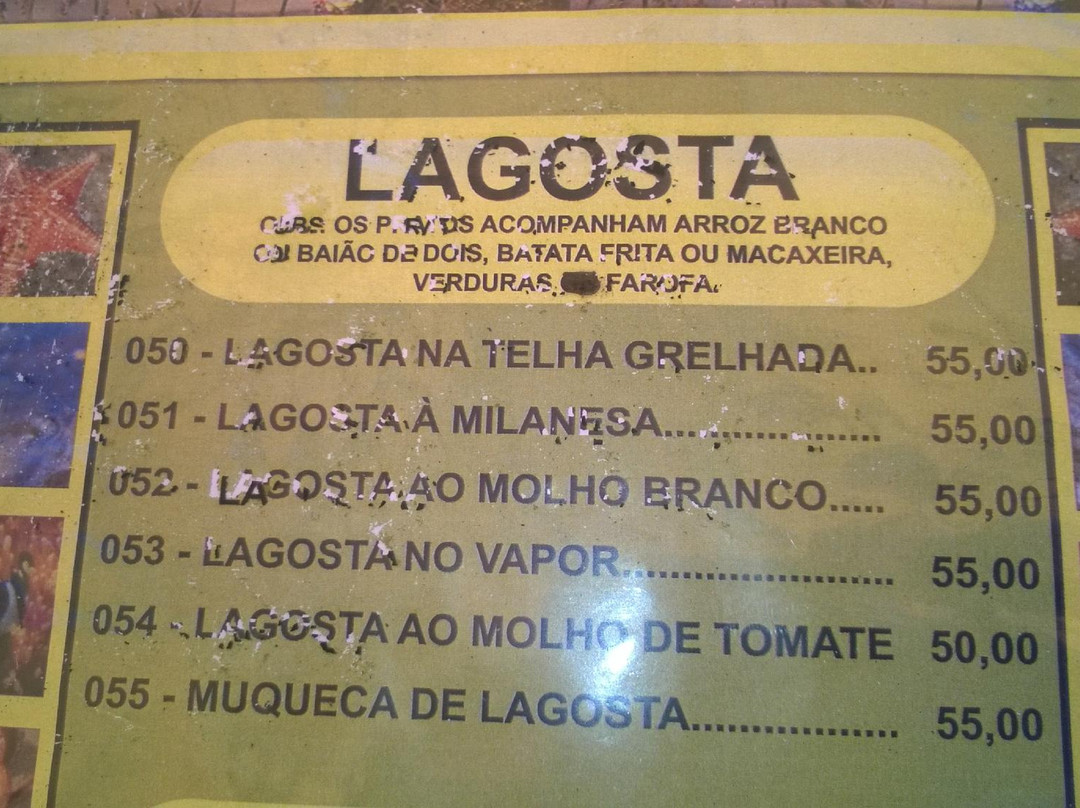 LAGOSTA
OS PRATOS ACOMPANHAM ARROZ BRANCO
OU BAIÃO DE DOIS, BATATA FRITA OU MACAXEIRA,
VERDURAS FAROFA.
050 - LAGOSTA NA TELHA GRELHADA.. 55,00
051 - LAGOSTA À MILANESA................... 55,00
052 - LAGOSTA AO MOLHO BRANCO..... 55,00
053 - LAGOSTA NO VAPOR....................... 55,00
054 - LAGOSTA AO MOLHO DE TOMATE 50,00
055 - MUQUECA DE LAGOSTA.................. 55,00